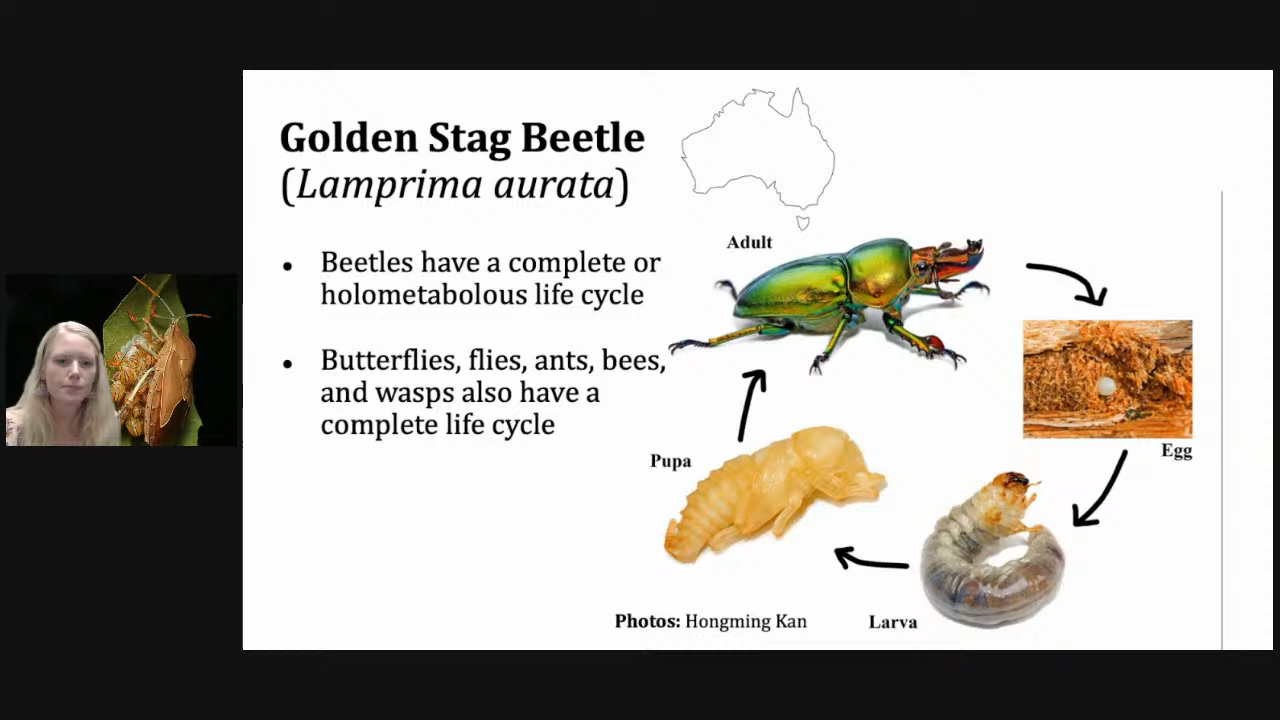 Golden Stag Beetle
(Lamprima aurata)
Beetles have a complete or
holometabolous life cycle
Butterflies, flies, ants, bees,
and wasps also have a
complete life cycle
Adult
Egg
Pupa
Larva
Photos: Hongming Kan